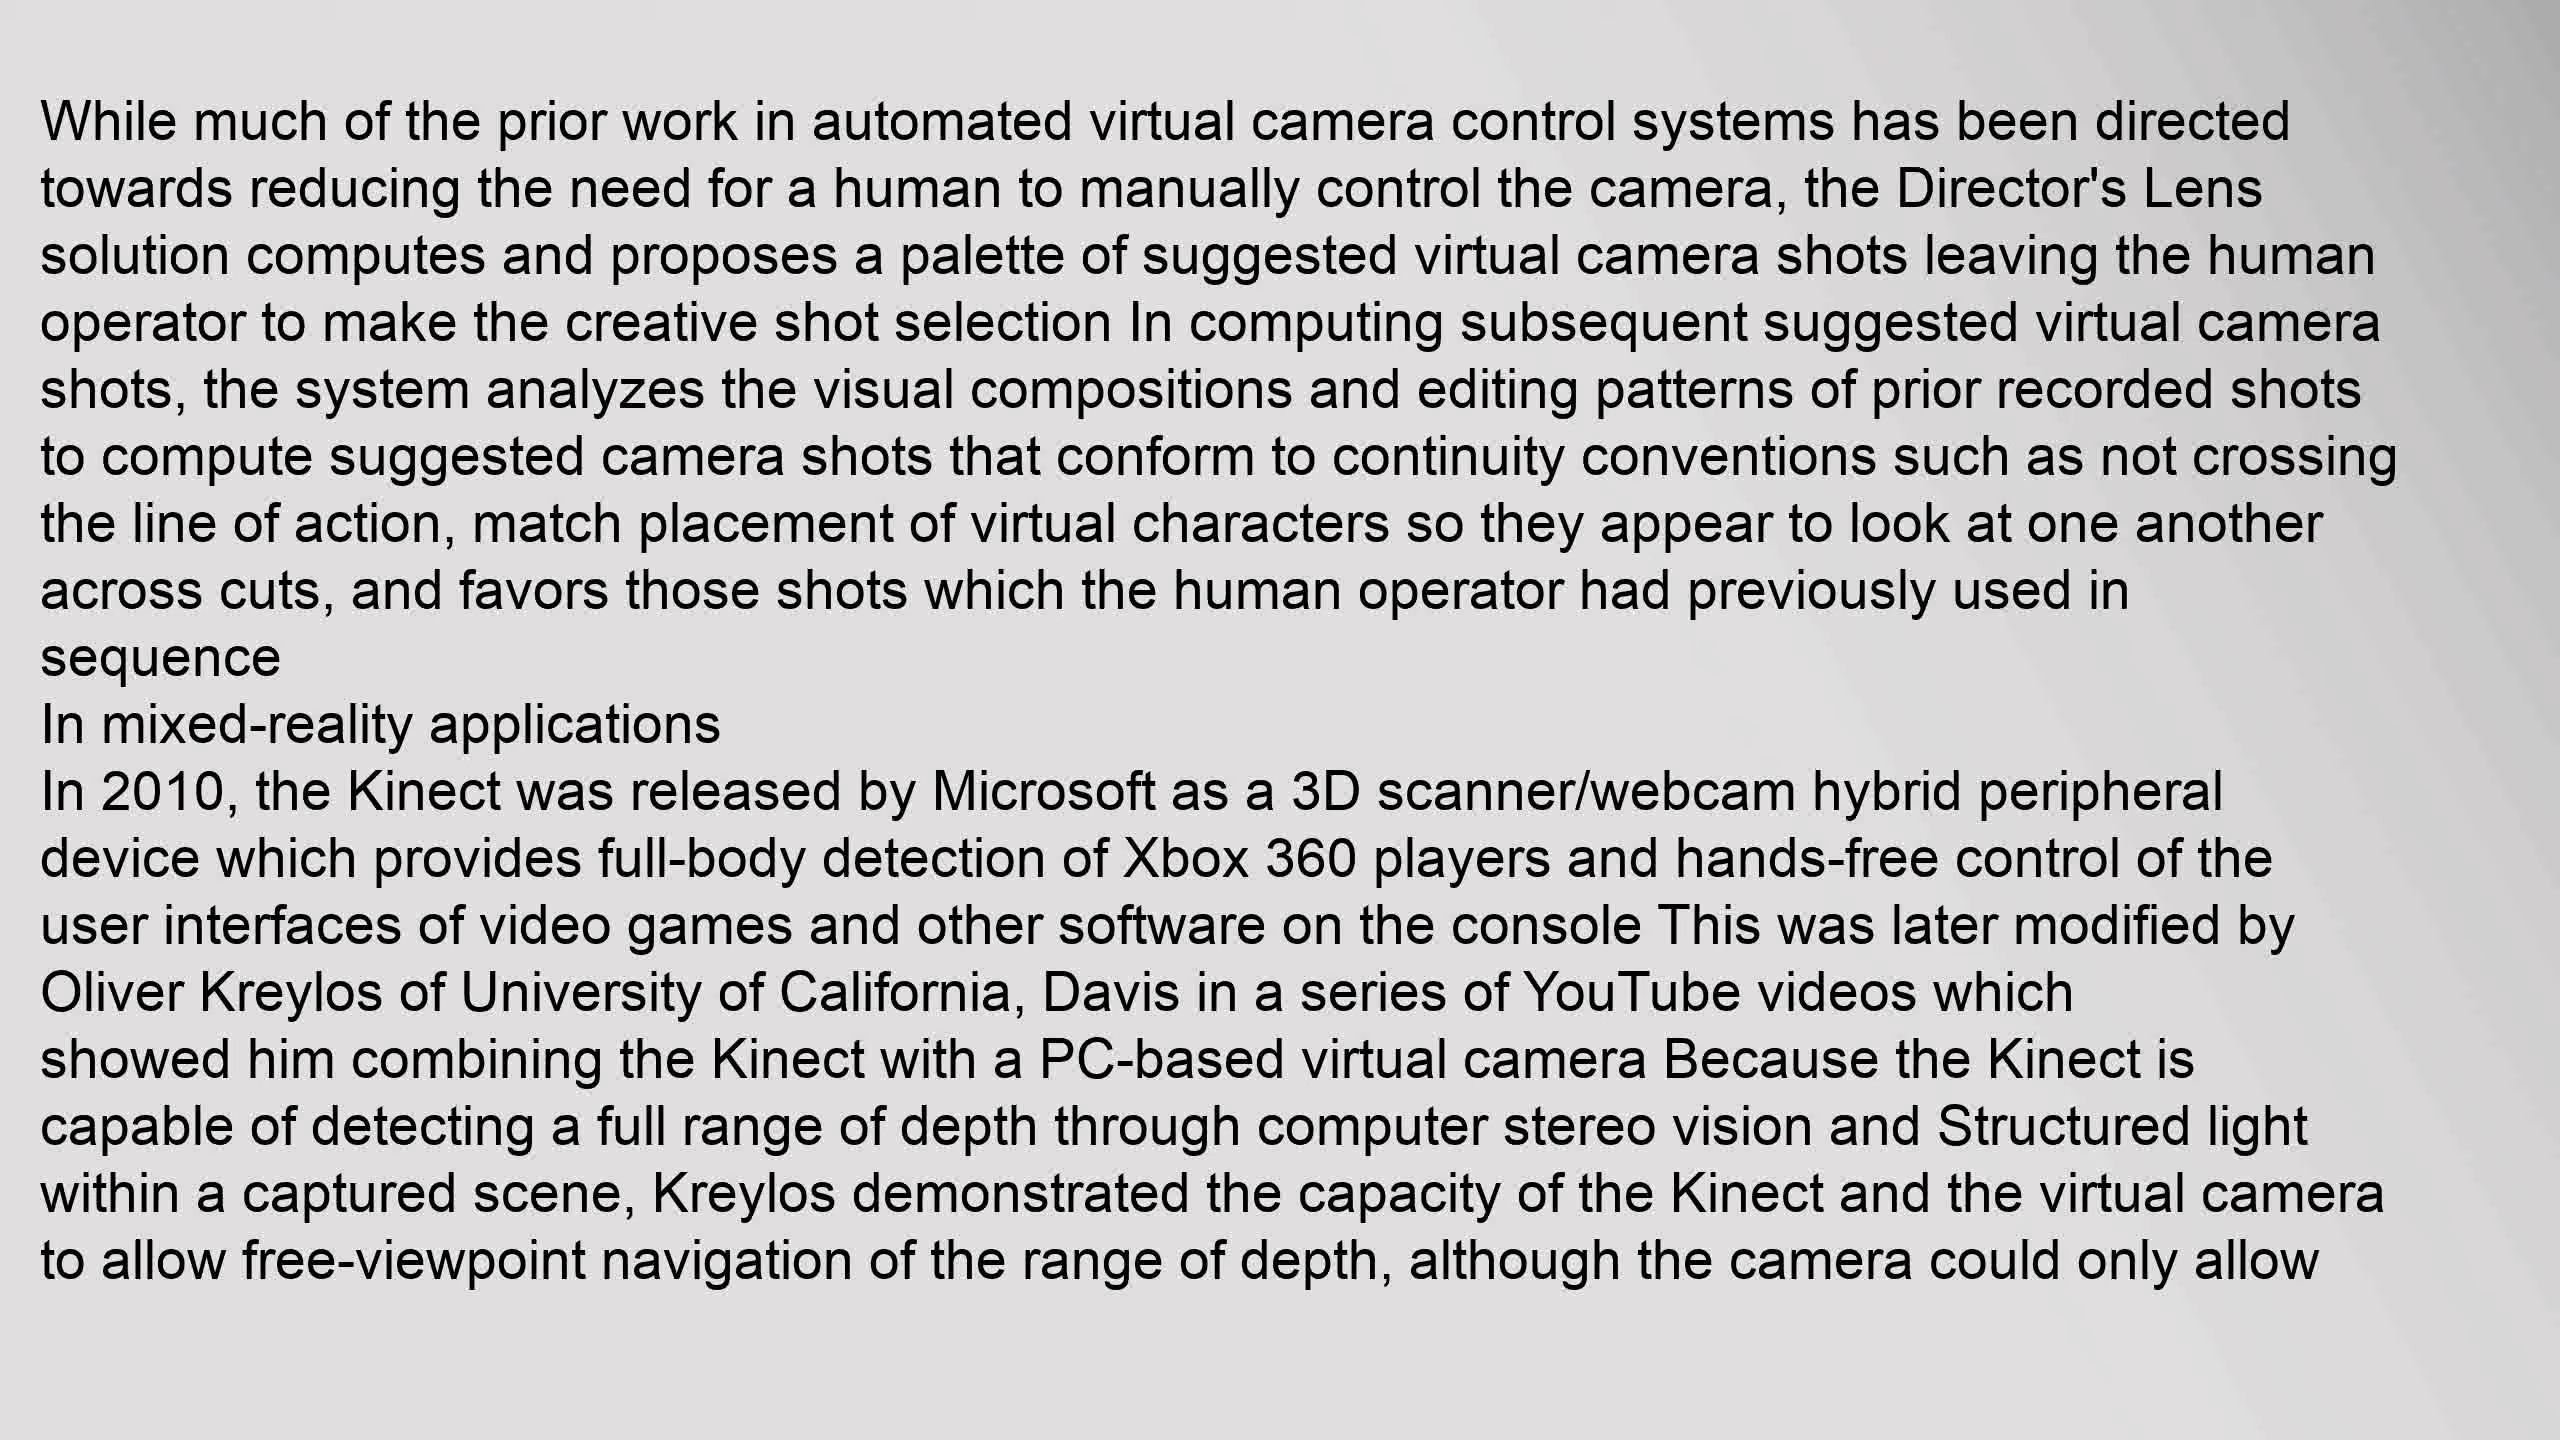 While much of the prior work in automated virtual camera control systems has been directed
towards reducing the need for a human to manually control the camera, the Director's Lens
solution computes and proposes a palette of suggested virtual camera shots leaving the human
operator to make the creative shot selection In computing subsequent suggested virtual camera
shots, the system analyzes the visual compositions and editing patterns of prior recorded shots
to compute suggested camera shots that conform to continuity conventions such as not crossing
the line of action, match placement of virtual characters so they appear to look at one another
across cuts, and favors those shots which the human operator had previously used in
sequence
In mixed-reality applications
In 2010, the Kinect was released by Microsoft as a 3D scanner/webcam hybrid peripheral
device which provides full-body detection of Xbox 360 players and hands-free control of the
user interfaces of video games and other software on the console This was later modified by
Oliver Kreylos of University of California, Davis in a series of YouTube videos which
showed him combining the Kinect with a PC-based virtual camera Because the Kinect is
capable of detecting a full range of depth through computer stereo vision and Structured light
within a captured scene, Kreylos demonstrated the capacity of the Kinect and the virtual camera
to allow free-viewpoint navigation of the range of depth, although the camera could only allow